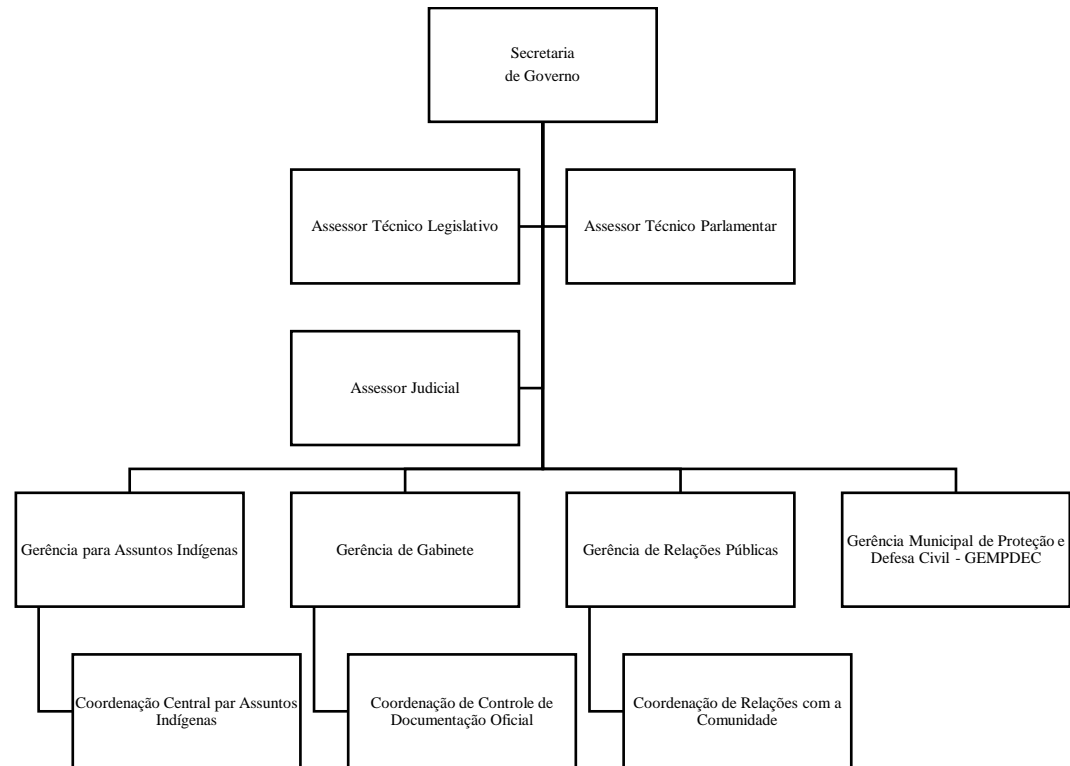 Secretaria
de Governo
Assessor Técnico Legislativo
Assessor Técnico Parlamentar
Assessor Judicial
Gerência para Assuntos Indígenas
Gerência de Gabinete
Gerência de Relações Públicas
Gerência Municipal de Proteção e
Defesa Civil - GEMPDEC
Coordenação Central par Assuntos
Indígenas
Coordenação de Controle de
Documentação Oficial
Coordenação de Relações com a
Comunidade